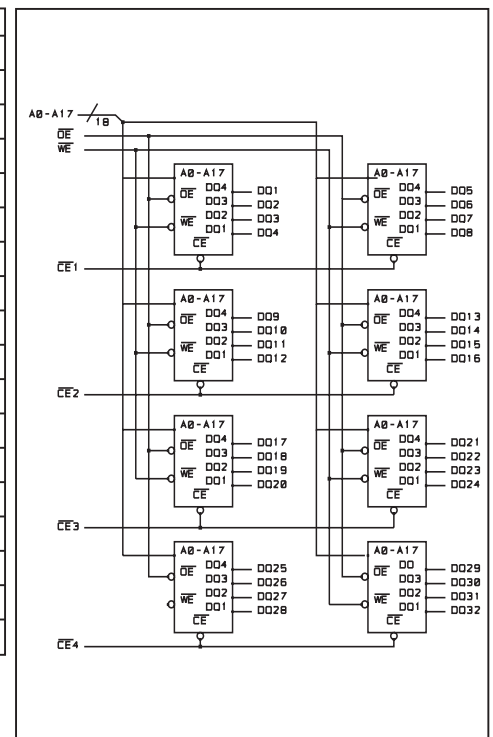 A0-A17
18
OE
WE
A0-A17 DQ4 DQ1
OE DQ3 DQ2
WE DQ2 DQ3
DQ1 DQ4
CE
A0-A17 DQ4 DQ5
OE DQ3 DQ6
WE DQ2 DQ7
DQ1 DQ8
CE
CE1
A0-A17 DQ4 DQ9
OE DQ3 DQ10
WE DQ2 DQ11
DQ1 DQ12
CE
A0-A17 DQ4 DQ13
OE DQ3 DQ14
WE DQ2 DQ15
DQ1 DQ16
CE
CE2
A0-A17 DQ4 DQ17
OE DQ3 DQ18
WE DQ2 DQ19
DQ1 DQ20
CE
A0-A17 DQ4 DQ21
OE DQ3 DQ22
WE DQ2 DQ23
DQ1 DQ24
CE
CE3
A0-A17 DQ4 DQ25
OE DQ3 DQ26
WE DQ2 DQ27
DQ1 DQ28
CE
A0-A17 DQ DQ29
OE DQ3 DQ30
WE DQ2 DQ31
DQ1 DQ32
CE
CE4